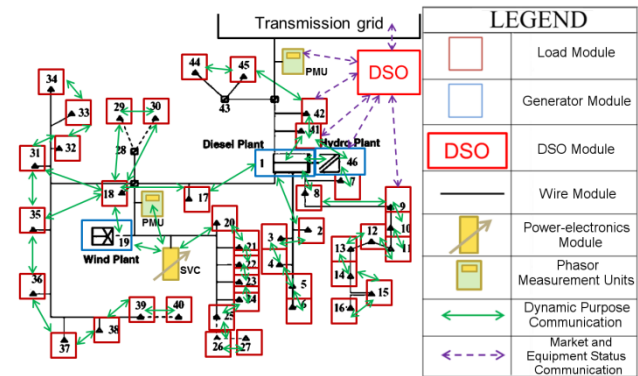 Transmission grid
LEGEND
Load Module
Generator Module
DSO
DSO Module
Wire Module
Power-electronics
Module
Phasor
Measurement Units
Dynamic Purpose
Communication
Market and
Equipment Status
Communication
PMU
DSO
44
45
43
42
41
34
33
32
31
29
30
28
Diesel Plant
1
Hydro Plant
46
7
8
18
17
35
PMU
19
Wind Plant
SVC
20
21
22
23
24
25
26
27
3
2
4
5
6
9
10
11
12
13
14
15
16
36
37
38
39
40